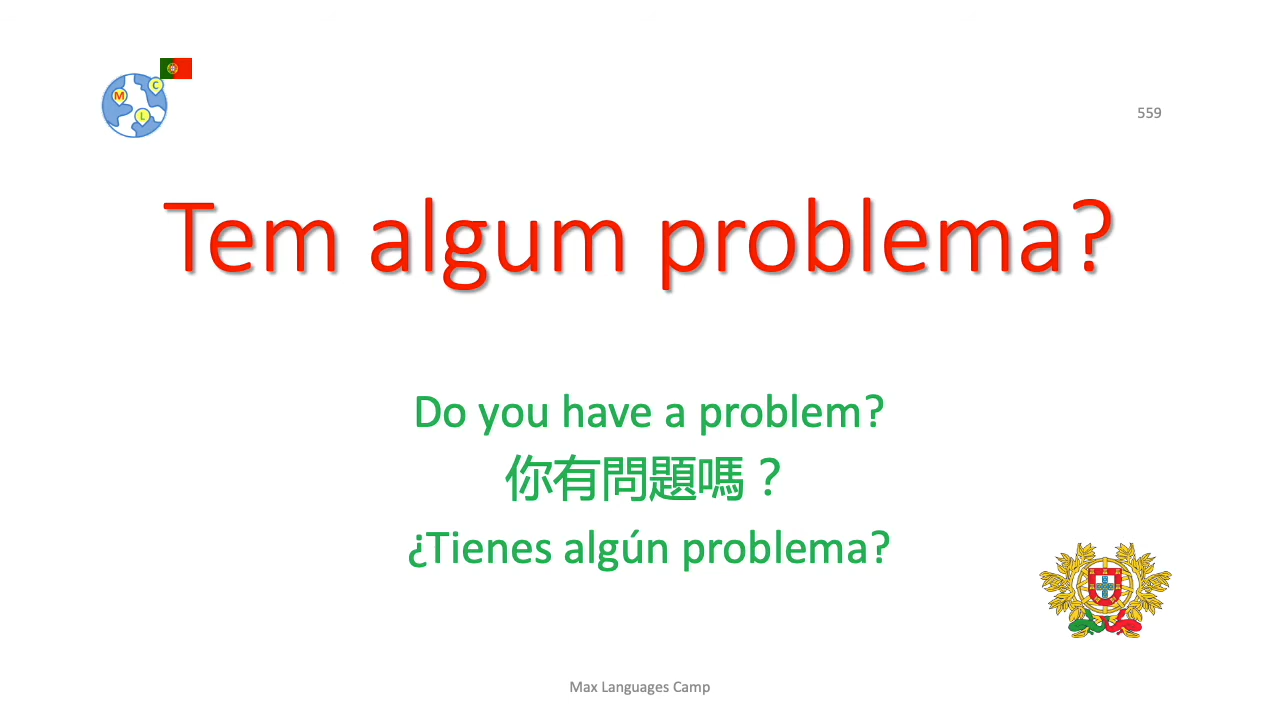 M
C
L
559
Tem algum problema?
Do you have a problem?
你有問題嗎？
¿Tienes algún problema?
Max Languages Camp